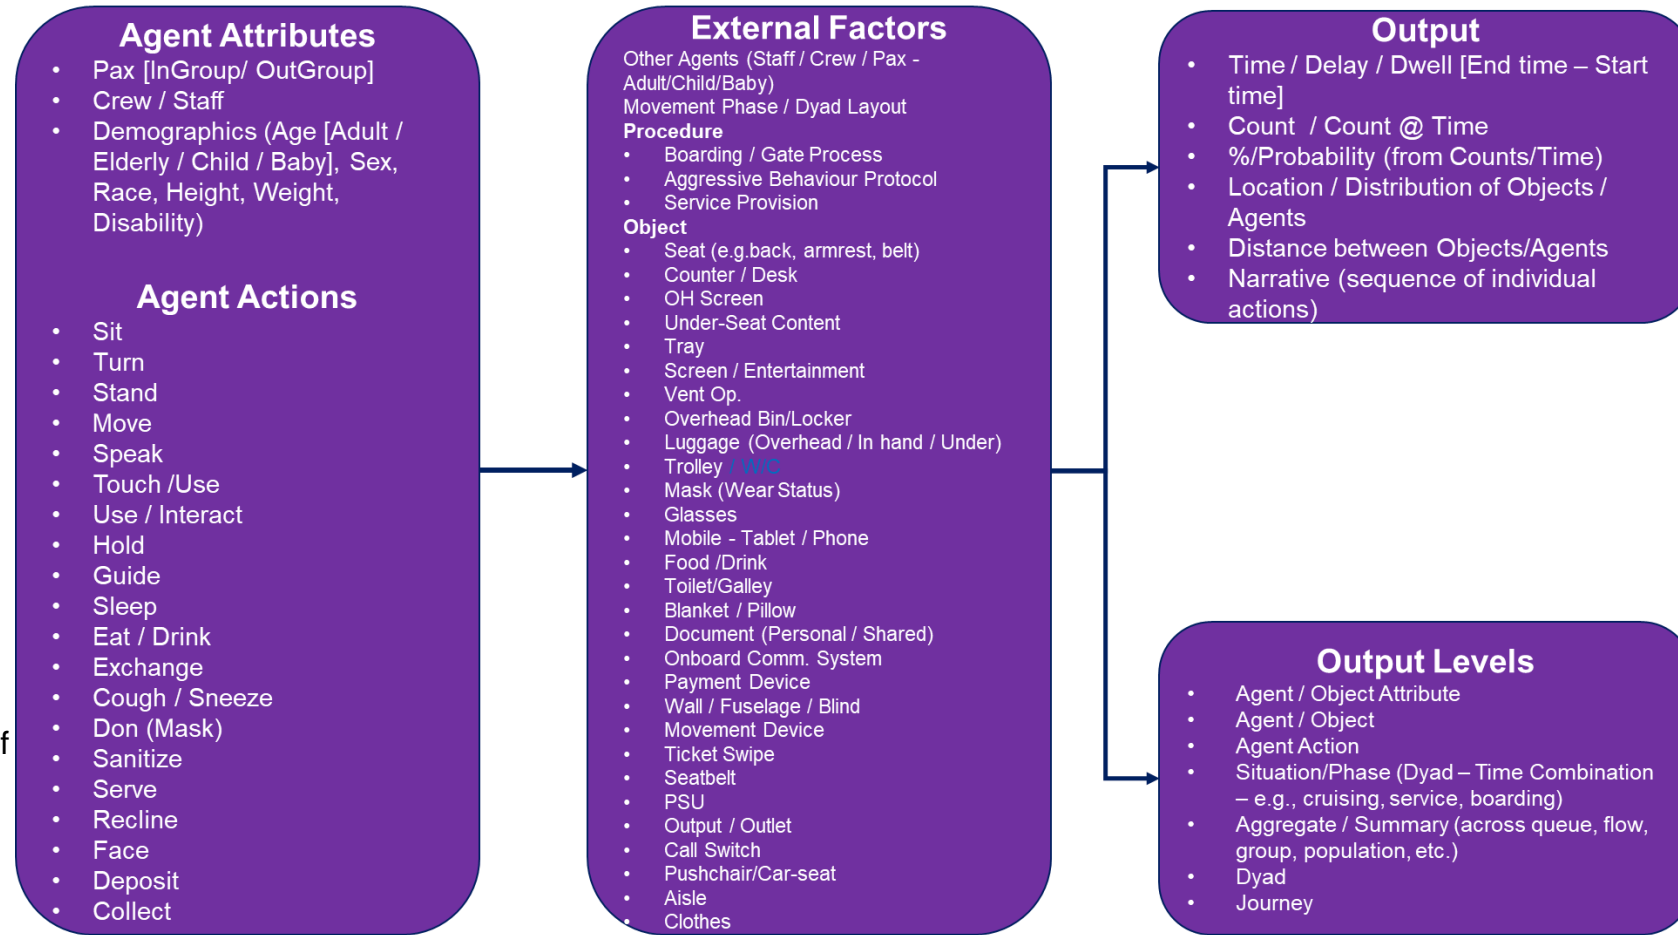 Agent Attributes
• Pax [InGroup/ OutGroup]
• Crew / Staff
• Demographics (Age [Adult /
Elderly / Child / Baby], Sex,
Race, Height, Weight,
Disability)
Agent Actions
• Sit
• Turn
• Stand
• Move
• Speak
• Touch /Use
• Use / Interact
• Hold
• Guide
• Sleep
• Eat / Drink
• Exchange
• Cough / Sneeze
• Don (Mask)
f
• Sanitize
• Serve
• Recline
• Face
• Deposit
• Collect
External Factors
Other Agents (Staff / Crew / Pax -
Adult/Child/Baby)
Movement Phase / Dyad Layout
Procedure
• Boarding / Gate Process
• Aggressive Behaviour Protocol
• Service Provision
Object
• Seat (e.g.back, armrest, belt)
• Counter / Desk
• OH Screen
• Under-Seat Content
• Tray
• Screen / Entertainment
• Vent Op.
• Overhead Bin/Locker
• Luggage (Overhead / In hand / Under)
• Trolley / W/C
• Mask (Wear Status)
• Glasses
• Mobile - Tablet / Phone
• Food /Drink
• Toilet/Galley
• Blanket / Pillow
• Document (Personal / Shared)
• Onboard Comm. System
• Payment Device
• Wall / Fuselage / Blind
• Movement Device
• Ticket Swipe
• Seatbelt
• PSU
• Output / Outlet
• Call Switch
• Pushchair/Car-seat
• Aisle
• Clothes
Output
• Time / Delay / Dwell [End time – Start
time]
• Count / Count @ Time
• %/Probability (from Counts/Time)
• Location / Distribution of Objects /
Agents
• Distance between Objects/Agents
• Narrative (sequence of individual
actions)
Output Levels
• Agent / Object Attribute
• Agent / Object
• Agent Action
• Situation/Phase (Dyad – Time Combination
– e.g., cruising, service, boarding)
• Aggregate / Summary (across queue, flow,
group, population, etc.)
• Dyad
• Journey